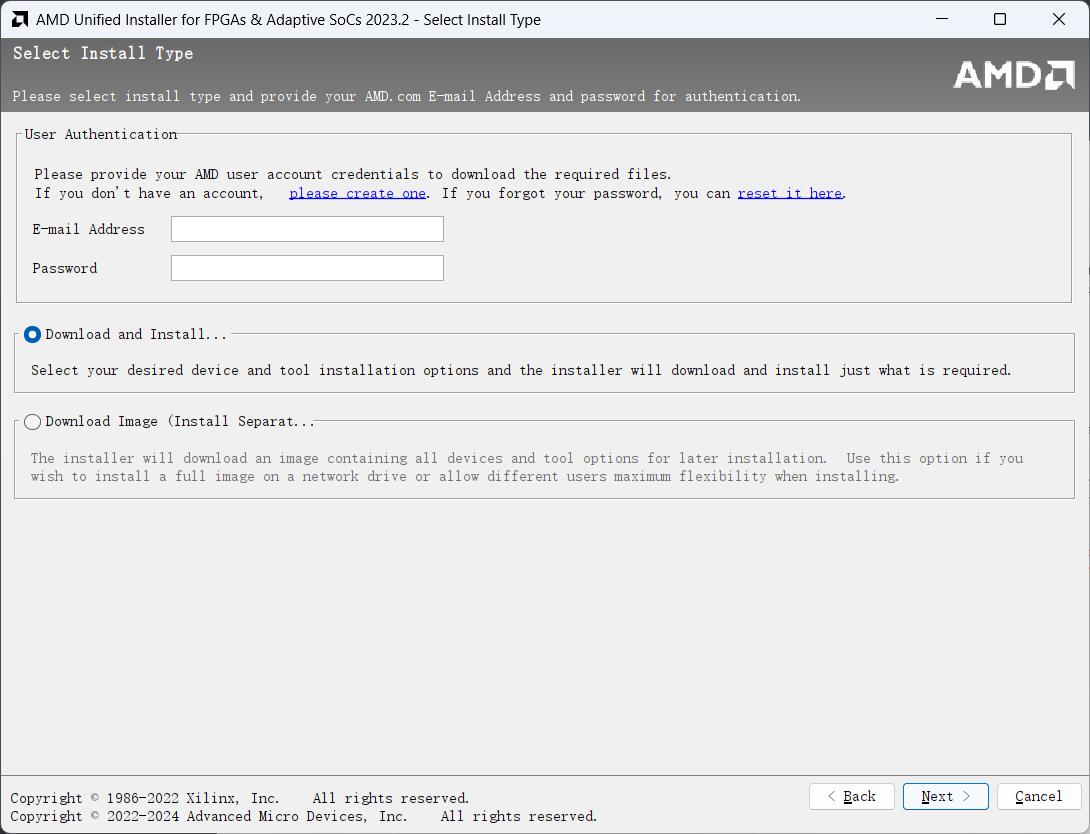 AMD Unified Installer for FPGAs & Adaptive SoCs 2023.2 - Select Install Type
Select Install Type
AMD
Please select install type and provide your AMD.com E-mail Address and password for authentication.
User Authentication
Please provide your AMD user account credentials to download the required files.
If you don't have an account, please create one. If you forgot your password, you can reset it here.
E-mail Address
Password
Download and Install...
Select your desired device and tool installation options and the installer will download and install just what is required.
Download Image (Install Separat...
The installer will download an image containing all devices and tool options for later installation. Use this option if you
wish to install a full image on a network drive or allow different users maximum flexibility when installing.
Copyright © 1986-2022 Xilinx, Inc. All rights reserved.
Copyright © 2022-2024 Advanced Micro Devices, Inc. All rights reserved.
< Back
Next >
Cancel